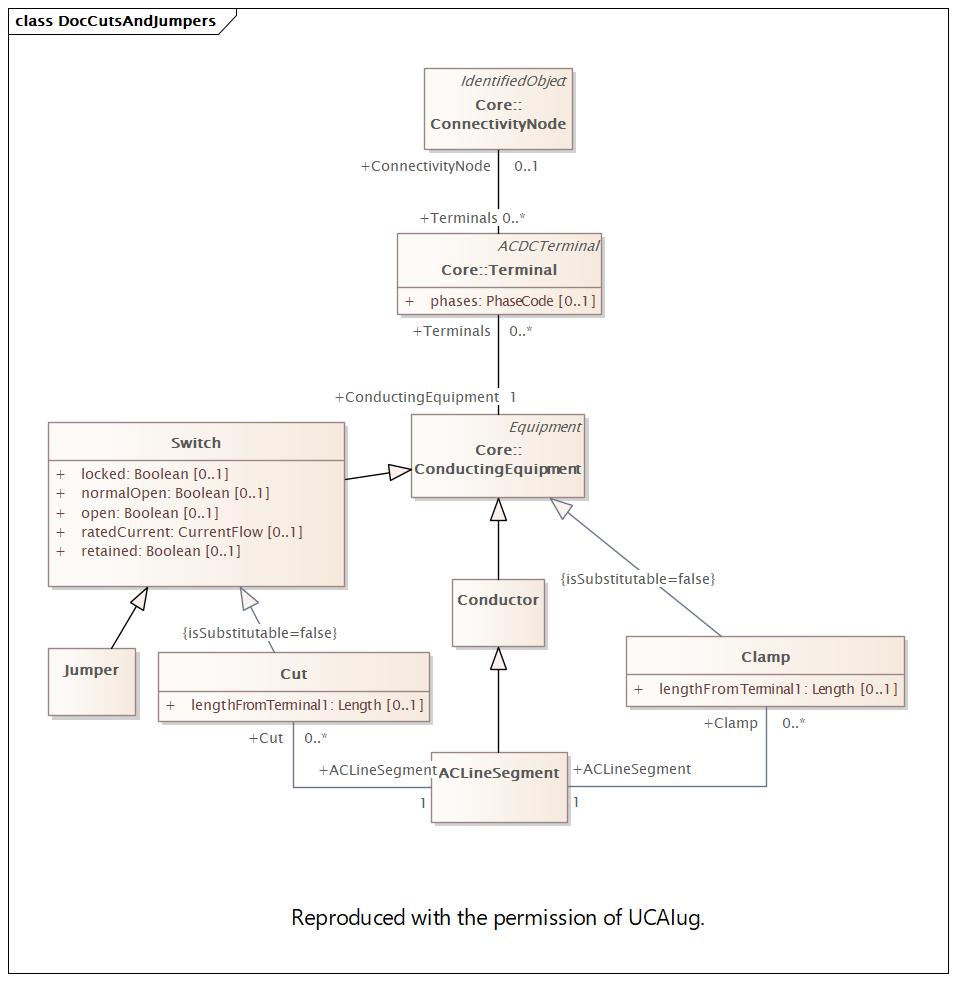 class DocCutsAndJumpers
IdentifiedObject
Core::
ConnectivityNode
+ConnectivityNode 0..1
+Terminals 0..*
ACDCTerminal
Core::Terminal
+ phases: PhaseCode [0..1]
+Terminals 0..*
+ConductingEquipment 1
Equipment
Core::
ConductingEquipment
Switch
+ locked: Boolean [0..1]
+ normalOpen: Boolean [0..1]
+ open: Boolean [0..1]
+ ratedCurrent: CurrentFlow [0..1]
+ retained: Boolean [0..1]
{isSubstitutable=false}
Conductor
{isSubstitutable=false}
Jumper
Cut
+ lengthFromTerminal1: Length [0..1]
Clamp
+ lengthFromTerminal1: Length [0..1]
+Cut 0..*
+Clamp 0..*
+ACLineSegment
1
ACLineSegment
+ACLineSegment
1
Reproduced with the permission of UCAIug.